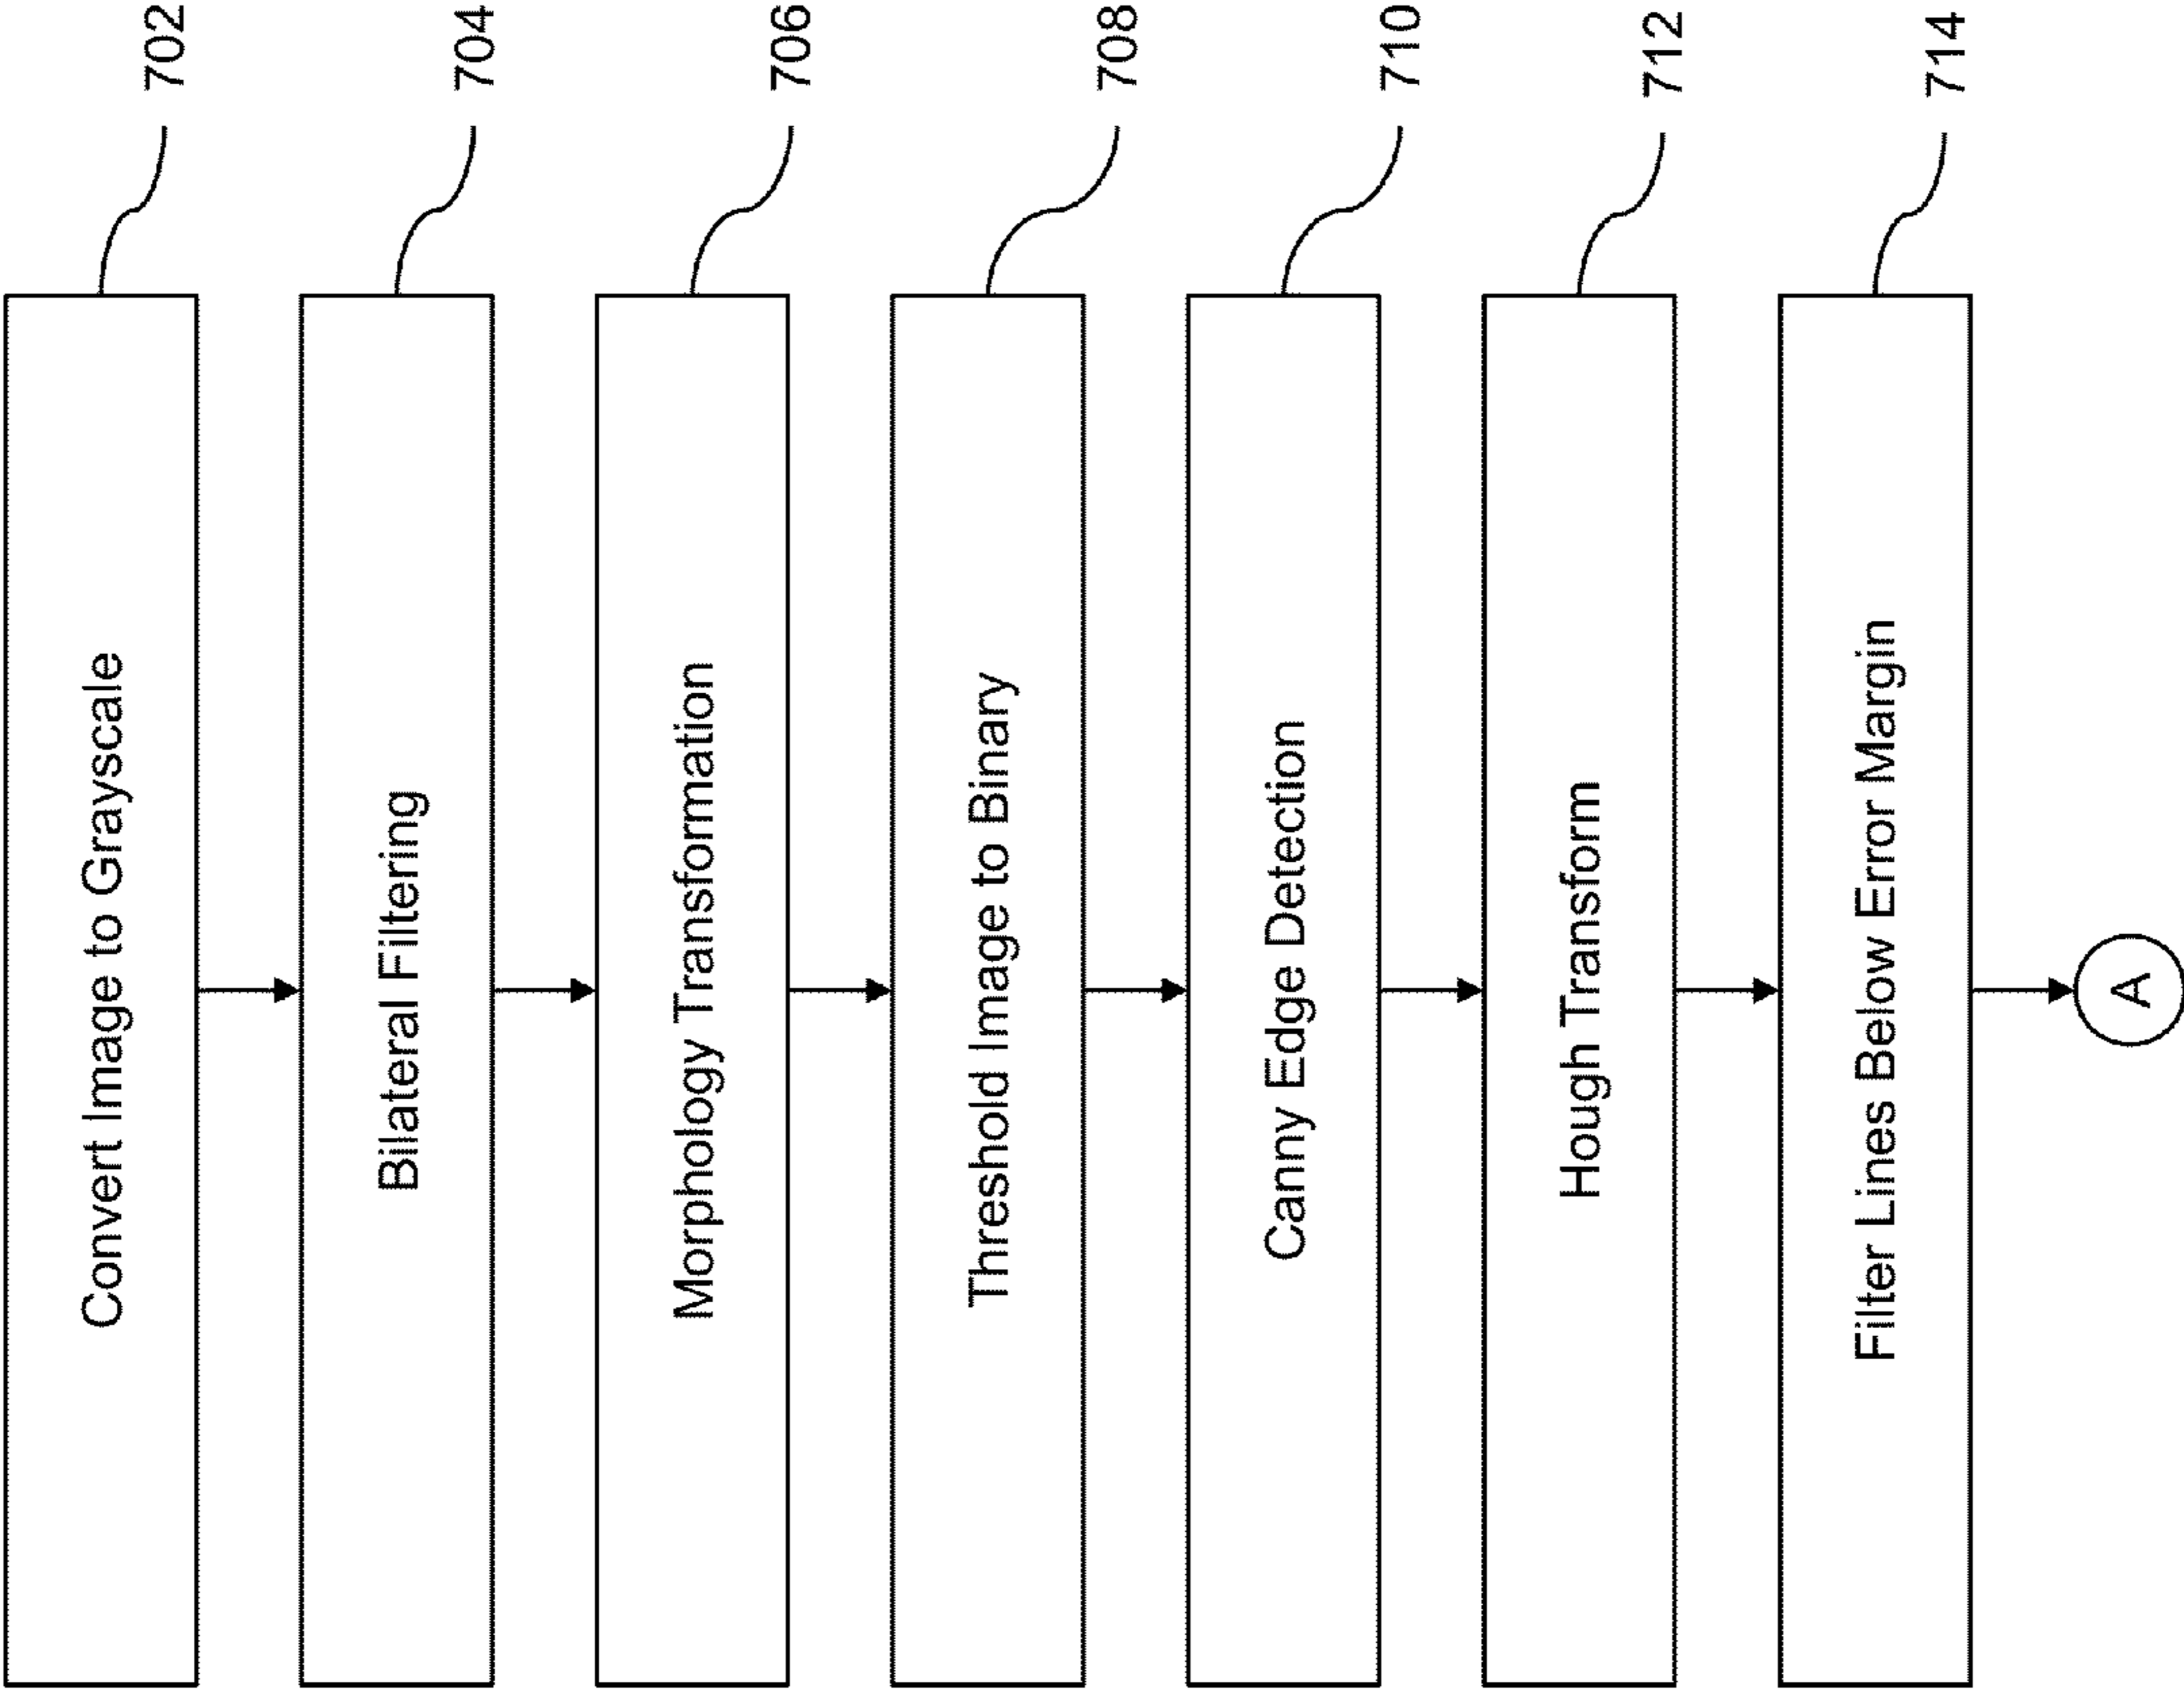 Convert Image to Grayscale
702
Bilateral Filtering
704
Morphology Transformation
706
Threshold Image to Binary
708
Canny Edge Detection
710
Hough Transform
712
Filter Lines Below Error Margin
714
A